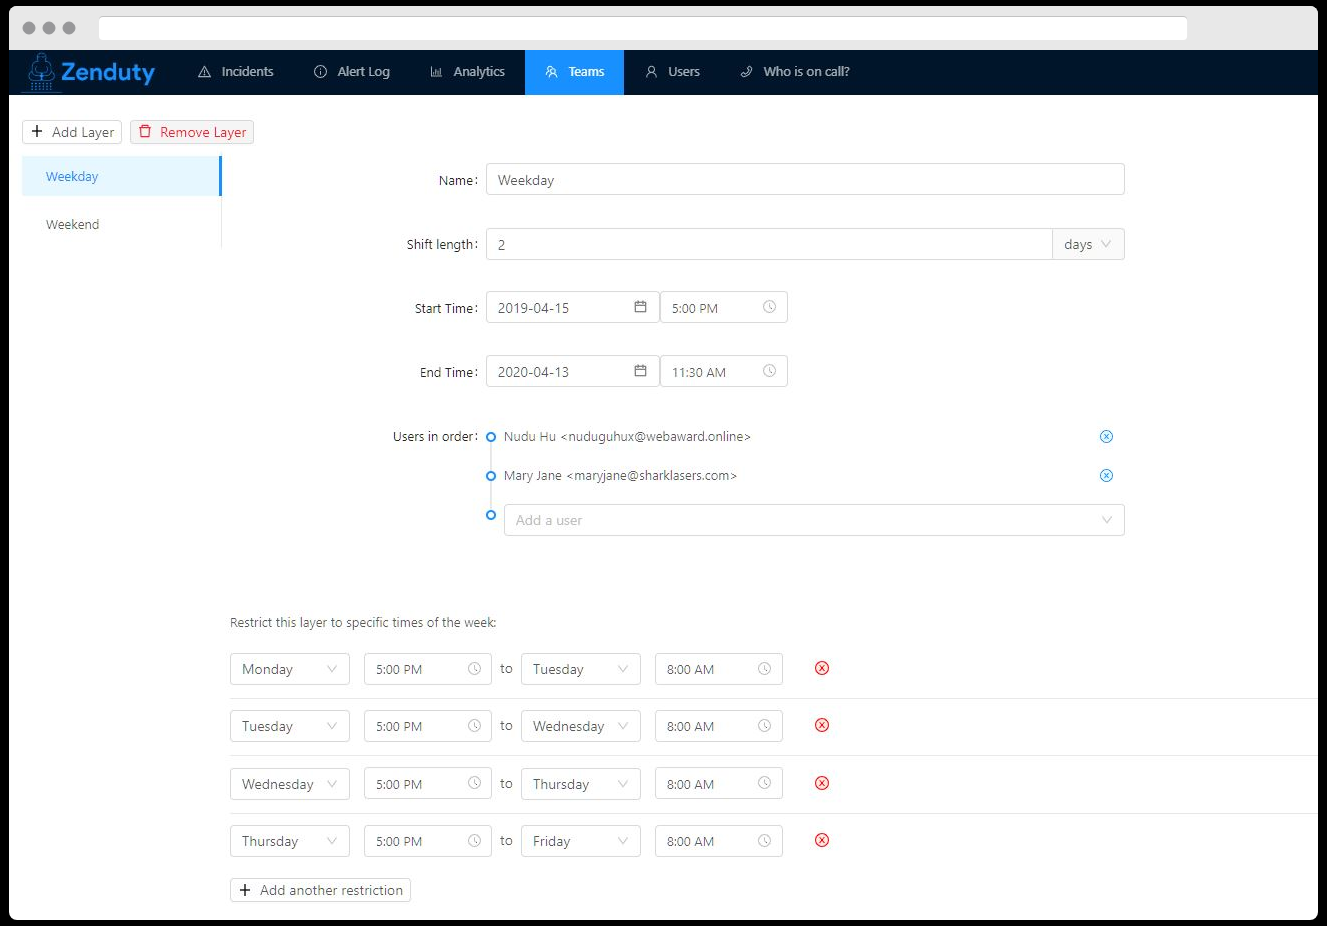 Zenduty Incidents Alert Log Analytics Teams Users Who is on call?
+ Add Layer Remove Layer
Weekday
Weekend
Name: Weekday
Shift length: 2 days
Start Time: 2019-04-15 5:00 PM
End Time: 2020-04-13 11:30 AM
Users in order: Nudu Hu <nuduguhux@webaward.online>
Mary Jane <maryjane@sharklasers.com>
Add a user
Restrict this layer to specific times of the week:
Monday 5:00 PM to Tuesday 8:00 AM
Tuesday 5:00 PM to Wednesday 8:00 AM
Wednesday 5:00 PM to Thursday 8:00 AM
Thursday 5:00 PM to Friday 8:00 AM
+ Add another restriction